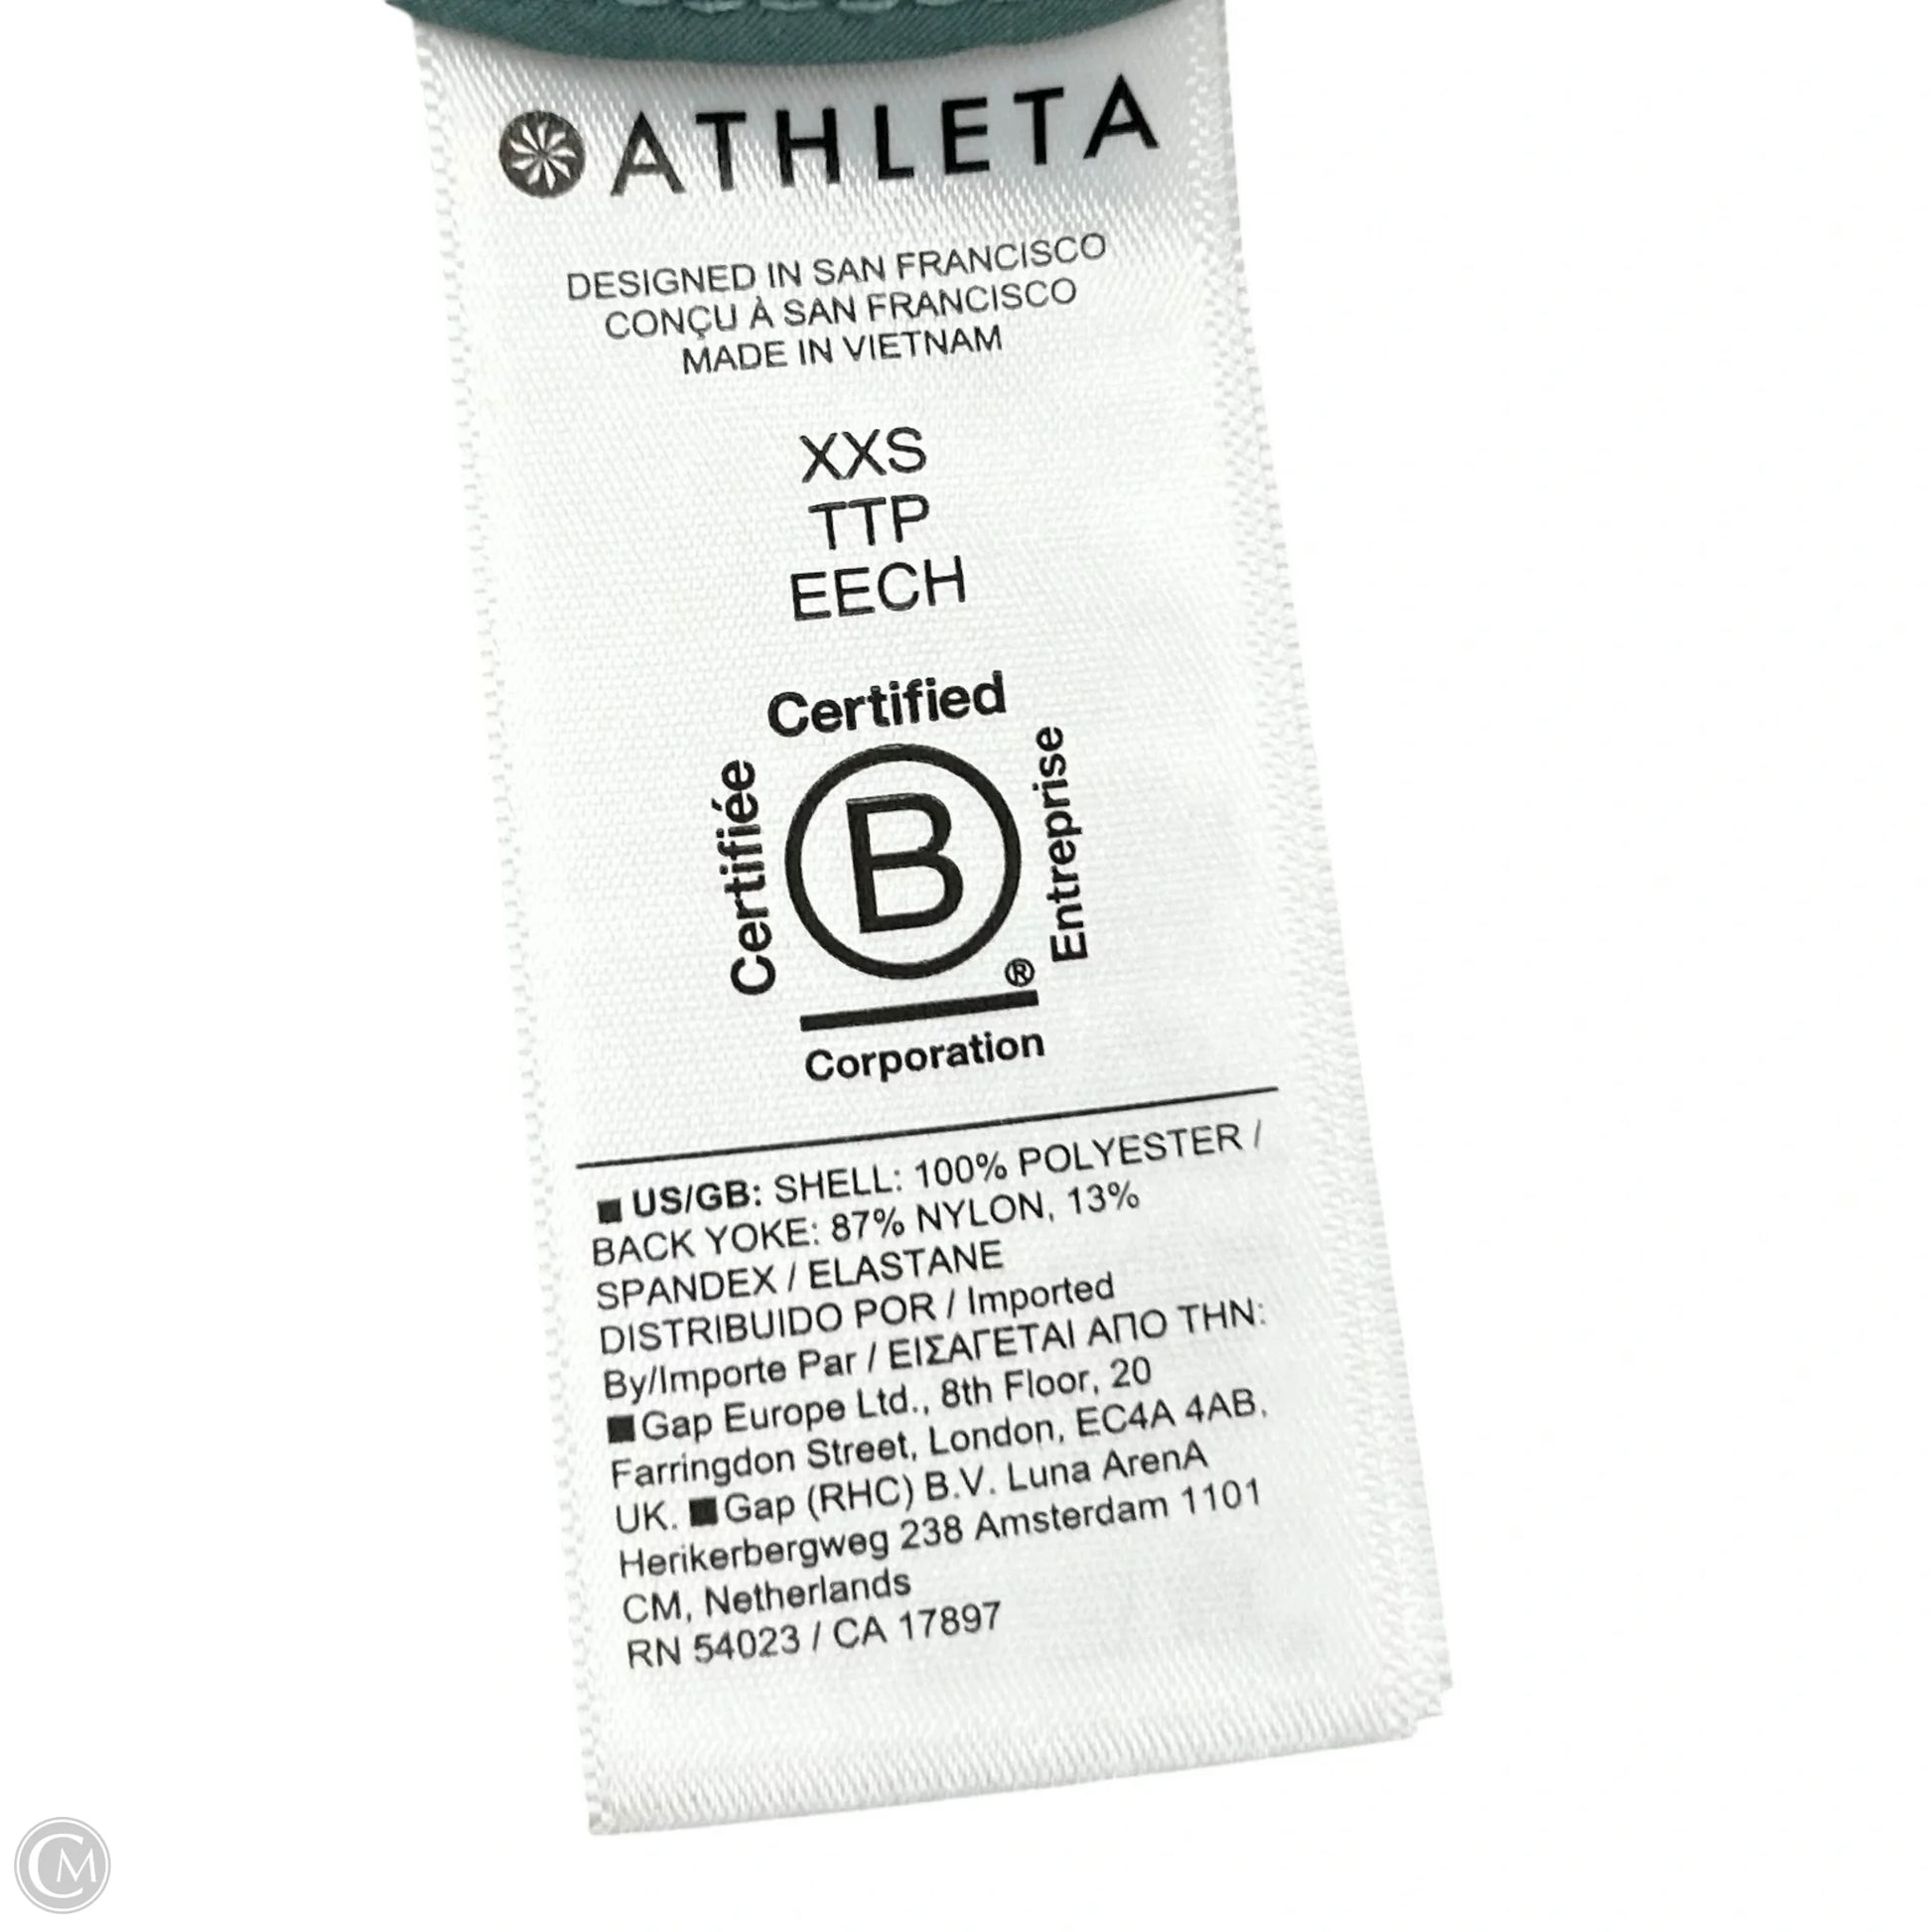 ATHLETA
DESIGNED IN SAN FRANCISCO
CONÇU À SAN FRANCISCO
MADE IN VIETNAM
XXS
TTP
EECH
Certified
Certifiée
B
Entreprise
®
Corporation
■ US/GB: SHELL: 100% POLYESTER /
BACK YOKE: 87% NYLON, 13%
SPANDEX / ELASTANE
DISTRIBUIDO POR / Imported
By/Importe Par / ΕΙΣΑΓΕΤΑΙ ΑΠΟ ΤΗΝ:
■ Gap Europe Ltd., 8th Floor, 20
Farringdon Street, London, EC4A 4AB,
UK. ■ Gap (RHC) B.V. Luna ArenA
Herikerbergweg 238 Amsterdam 1101
CM, Netherlands
RN 54023 / CA 17897
CM